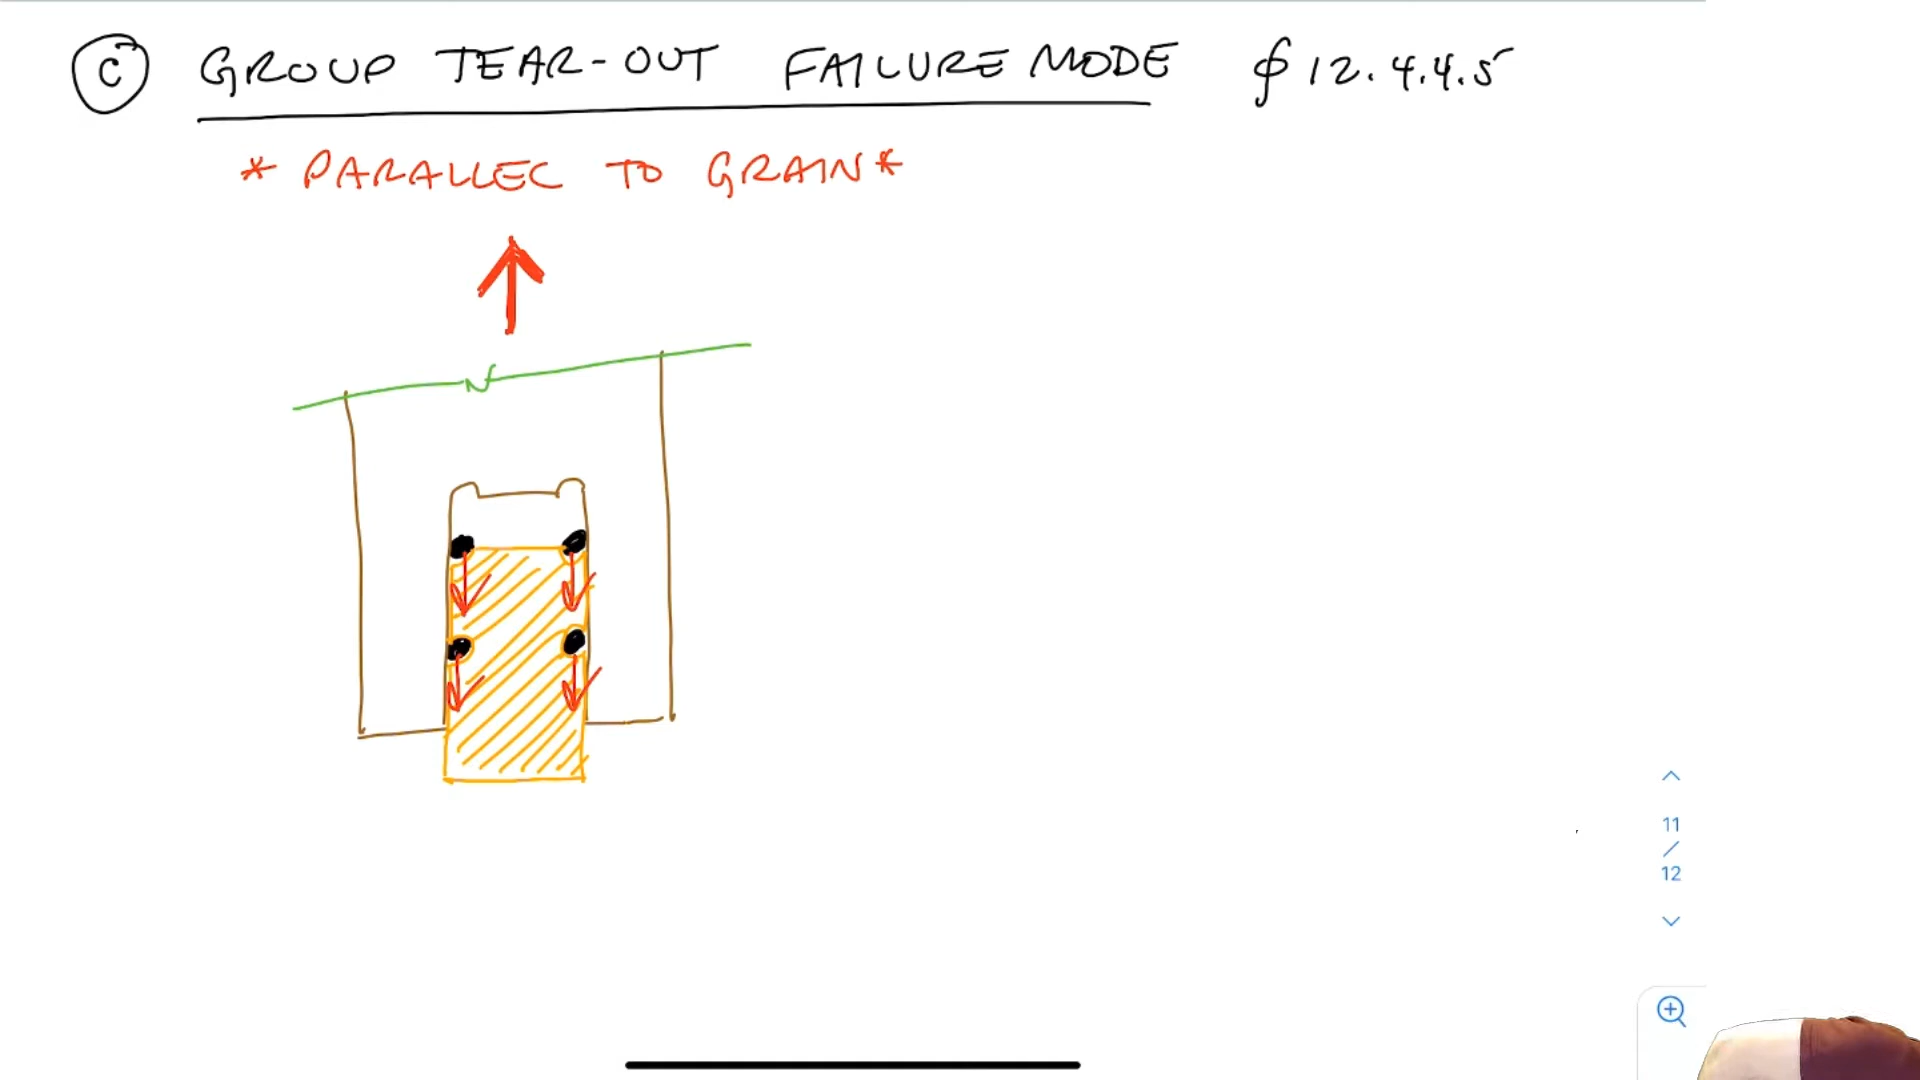 C GROUP TEAR-OUT FAILURE MODE § 12.4.4.5
* PARALLEL TO GRAIN *
11
/
12